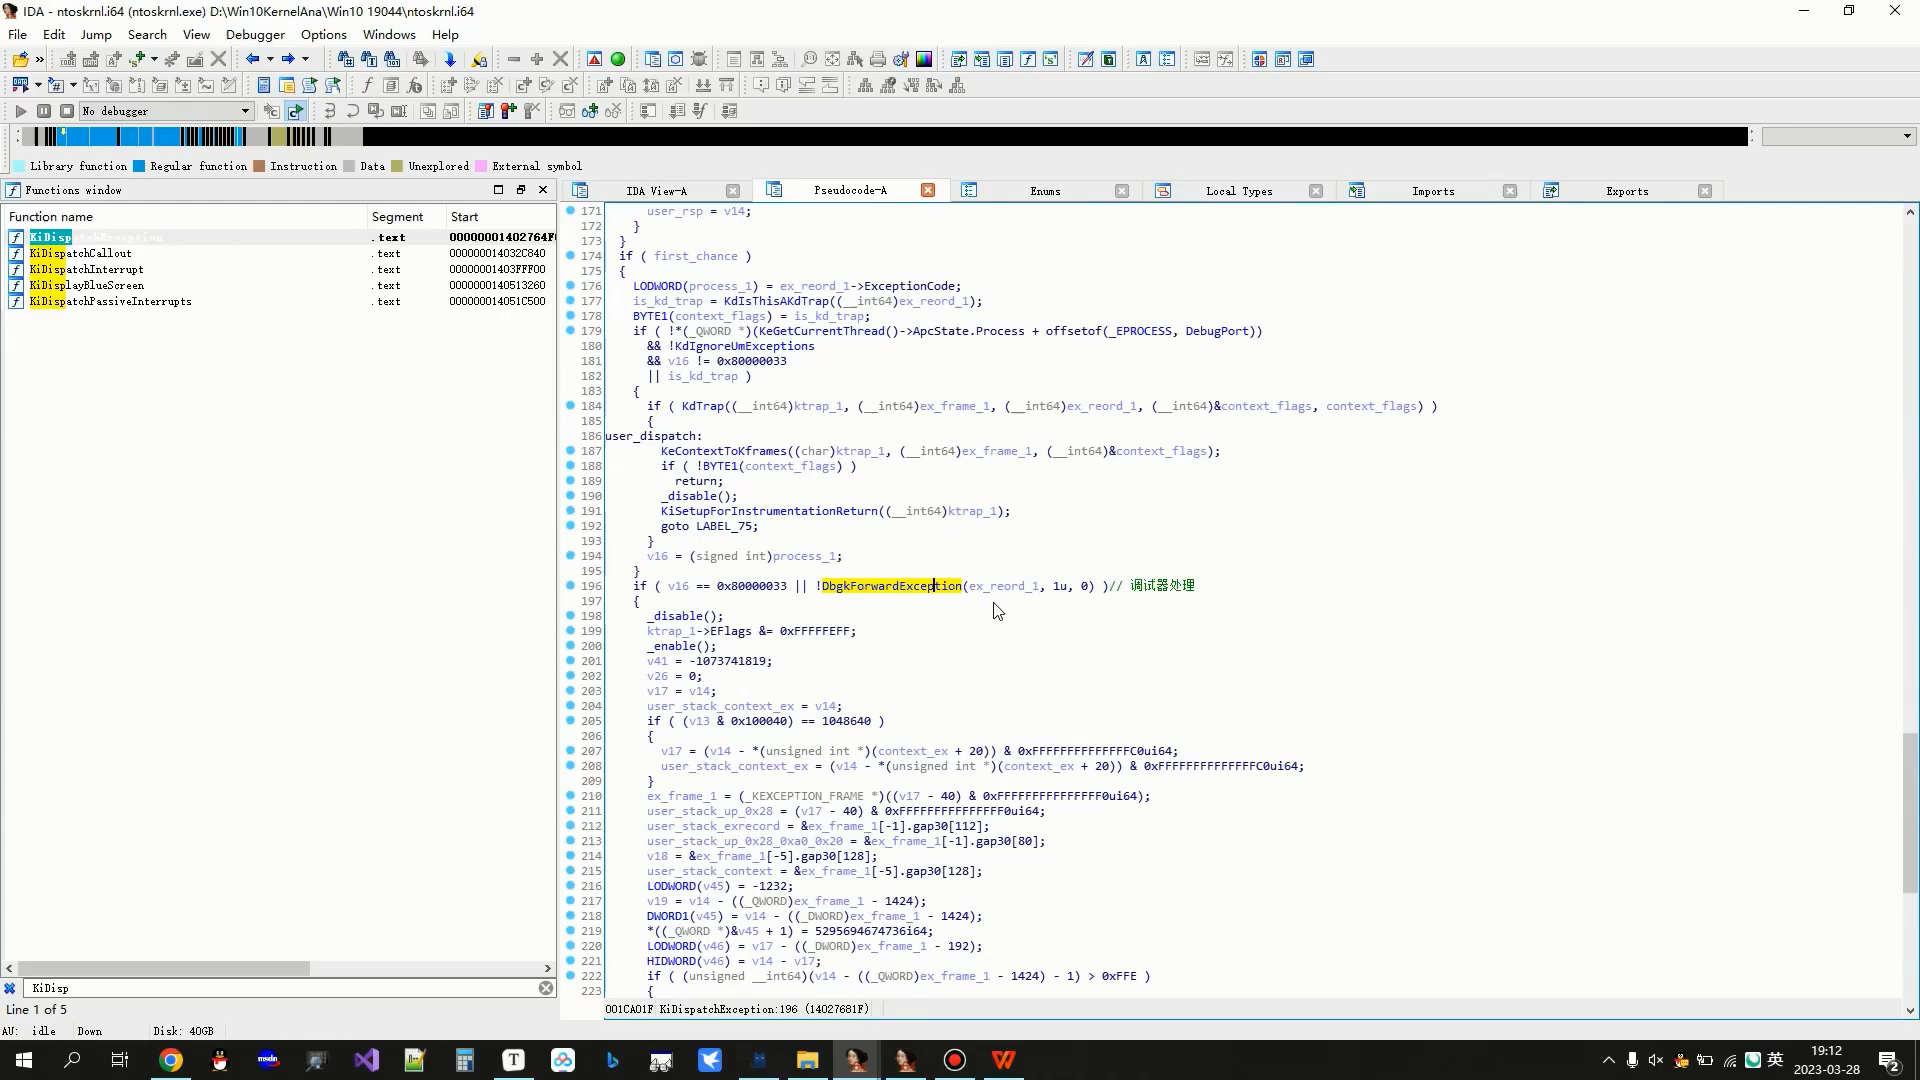 IDA - ntoskrnl.i64 (ntoskrnl.exe) D:\Win10KernelAna\Win10 19044\ntoskrnl.i64
File Edit Jump Search View Debugger Options Windows Help
No debugger
Library function Regular function Instruction Data Unexplored External symbol
Functions window
Function name Segment Start
KiDispatchException .text 00000001402764F
KiDispatchCallout .text 000000014032C840
KiDispatchInterrupt .text 00000001403FFF00
KiDisplayBlueScreen .text 0000000140513260
KiDispatchPassiveInterrupts .text 000000014051C500
KiDisp
Line 1 of 5
IDA View-A Pseudocode-A Enums Local Types Imports Exports
171 user_rsp = v14;
172 }
173 }
174 if ( first_chance )
175 {
176 LODWORD(process_1) = ex_reord_1->ExceptionCode;
177 is_kd_trap = KdIsThisAKdTrap((__int64)ex_reord_1);
178 BYTE1(context_flags) = is_kd_trap;
179 if ( !*(_QWORD *)(KeGetCurrentThread()->ApcState.Process + offsetof(_EPROCESS, DebugPort))
180 && !KdIgnoreUmExceptions
181 && v16 != 0x80000033
182 || is_kd_trap )
183 {
184 if ( KdTrap((__int64)ktrap_1, (__int64)ex_frame_1, (__int64)ex_reord_1, (__int64)&context_flags, context_flags) )
185 {
186 user_dispatch:
187 KeContextToKframes((char)ktrap_1, (__int64)ex_frame_1, (__int64)&context_flags);
188 if ( !BYTE1(context_flags) )
189 return;
190 _disable();
191 KiSetupForInstrumentationReturn((__int64)ktrap_1);
192 goto LABEL_75;
193 }
194 v16 = (signed int)process_1;
195 }
196 if ( v16 == 0x80000033 || !DbgkForwardException(ex_reord_1, 1u, 0) )// 调试器处理
197 {
198 _disable();
199 ktrap_1->EFlags &= 0xFFFFFEFF;
200 _enable();
201 v41 = -1073741819;
202 v26 = 0;
203 v17 = v14;
204 user_stack_context_ex = v14;
205 if ( (v13 & 0x100040) == 1048640 )
206 {
207 v17 = (v14 - *(unsigned int *)(context_ex + 20)) & 0xFFFFFFFFFFFFFFC0ui64;
208 user_stack_context_ex = (v14 - *(unsigned int *)(context_ex + 20)) & 0xFFFFFFFFFFFFFFC0ui64;
209 }
210 ex_frame_1 = (_KEXCEPTION_FRAME *)((v17 - 40) & 0xFFFFFFFFFFFFFFF0ui64);
211 user_stack_up_0x28 = (v17 - 40) & 0xFFFFFFFFFFFFFFF0ui64;
212 user_stack_exrecord = &ex_frame_1[-1].gap30[112];
213 user_stack_up_0x28_0xa0_0x20 = &ex_frame_1[-1].gap30[80];
214 v18 = &ex_frame_1[-5].gap30[128];
215 user_stack_context = &ex_frame_1[-5].gap30[128];
216 LODWORD(v45) = -1232;
217 v19 = v14 - ((_QWORD)ex_frame_1 - 1424);
218 DWORD1(v45) = v14 - ((_DWORD)ex_frame_1 - 1424);
219 *((_QWORD *)&v45 + 1) = 5295694674736i64;
220 LODWORD(v46) = v17 - ((_DWORD)ex_frame_1 - 192);
221 HIDWORD(v46) = v14 - v17;
222 if ( (unsigned __int64)(v14 - ((_QWORD)ex_frame_1 - 1424) - 1) > 0xFFE )
223 {
001CA01F KiDispatchException:196 (14027681F)
AU: idle Down Disk: 40GB
英
19:12
2023-03-28
2